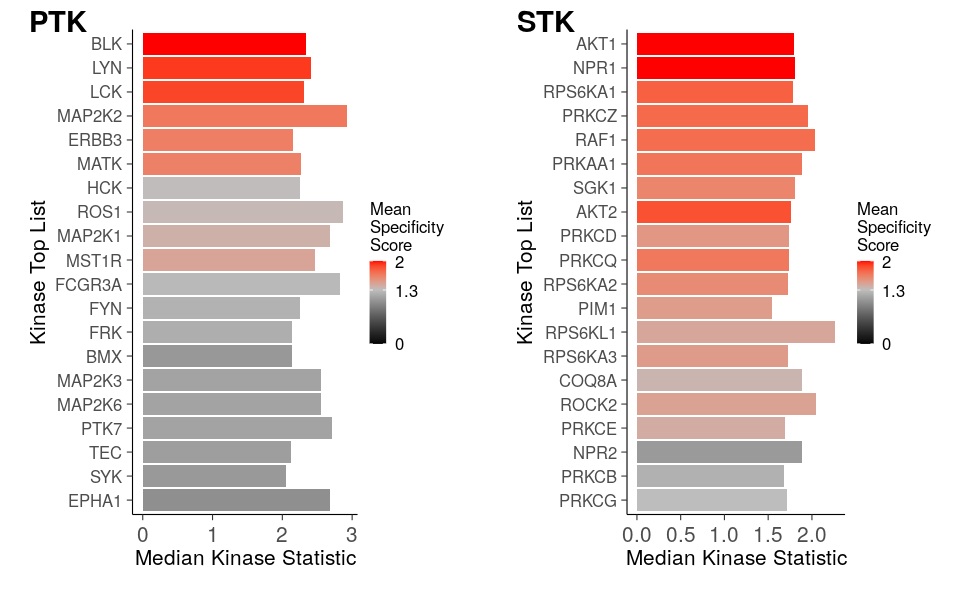 PTK
Kinase Top List
BLK
LYN
LCK
MAP2K2
ERBB3
MATK
HCK
ROS1
MAP2K1
MST1R
FCGR3A
FYN
FRK
BMX
MAP2K3
MAP2K6
PTK7
TEC
SYK
EPHA1
0 1 2 3
Median Kinase Statistic
Mean
Specificity
Score
2
1.3
0
STK
Kinase Top List
AKT1
NPR1
RPS6KA1
PRKCZ
RAF1
PRKAA1
SGK1
AKT2
PRKCD
PRKCQ
RPS6KA2
PIM1
RPS6KL1
RPS6KA3
COQ8A
ROCK2
PRKCE
NPR2
PRKCB
PRKCG
0.0 0.5 1.0 1.5 2.0
Median Kinase Statistic
Mean
Specificity
Score
2
1.3
0